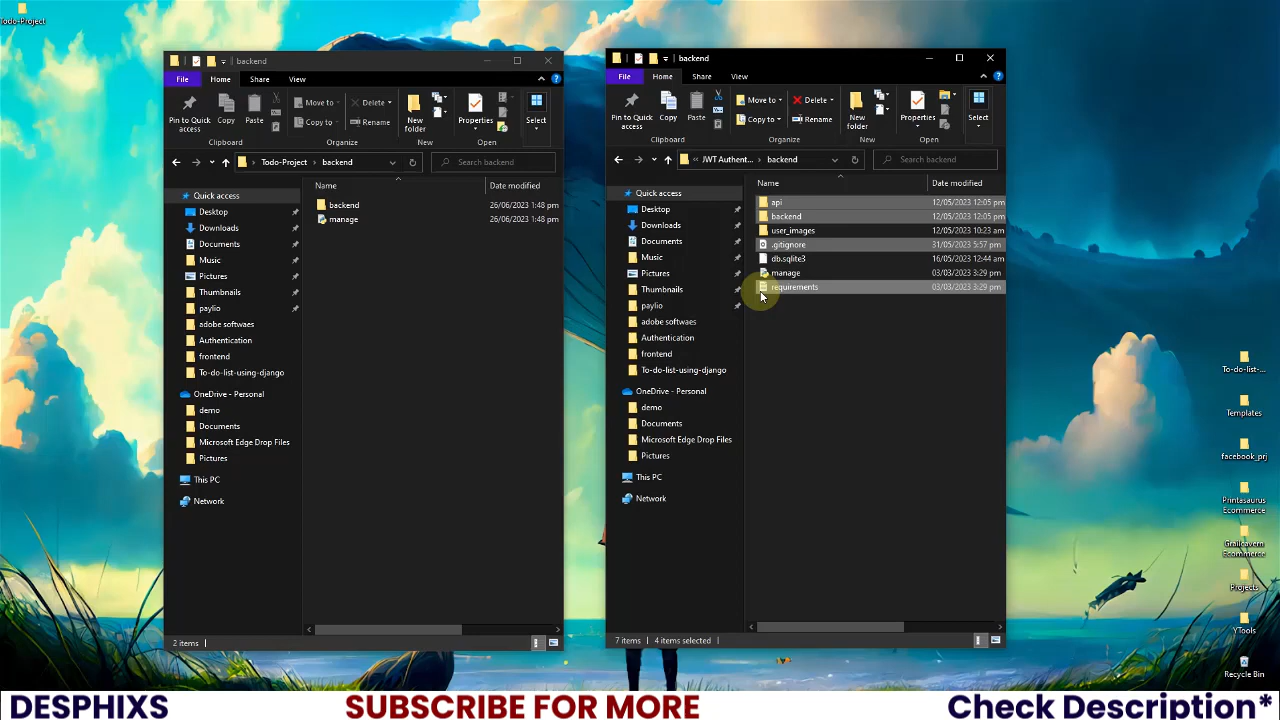 Todo-Project
backend
File
Home
Share
View
Pin to Quick access
Copy
Paste
Move to
Copy to
Delete
Rename
New folder
Properties
Select
Clipboard
Organize
New
Open
Todo-Project
backend
Search backend
Name
Date modified
backend 26/06/2023 1:48 pm
manage 26/06/2023 1:48 pm
Quick access
Desktop
Downloads
Documents
Music
Pictures
Thumbnails
paylio
adobe softwaes
Authentication
frontend
To-do-list-using-django
OneDrive - Personal
demo
Documents
Microsoft Edge Drop Files
Pictures
This PC
Network
2 items
backend
File
Home
Share
View
Pin to Quick access
Copy
Paste
Move to
Copy to
Delete
Rename
New folder
Properties
Select
Clipboard
Organize
New
Open
« JWT Authent...
backend
Search backend
Name
Date modified
api 12/05/2023 12:05 pm
backend 12/05/2023 12:05 pm
user_images 12/05/2023 10:23 am
.gitignore 31/05/2023 5:57 pm
db.sqlite3 16/05/2023 12:44 am
manage 03/03/2023 3:29 pm
requirements 03/03/2023 3:29 pm
Quick access
Desktop
Downloads
Documents
Music
Pictures
Thumbnails
paylio
adobe softwaes
Authentication
frontend
To-do-list-using-django
OneDrive - Personal
demo
Documents
Microsoft Edge Drop Files
Pictures
This PC
Network
7 items
4 items selected
To-do-list-...
Templates
facebook_prj
Printasaurus Ecommerce
Ecommerce
Projects
YTools
Recycle Bin
DESPHIXS
SUBSCRIBE FOR MORE
Check Description*